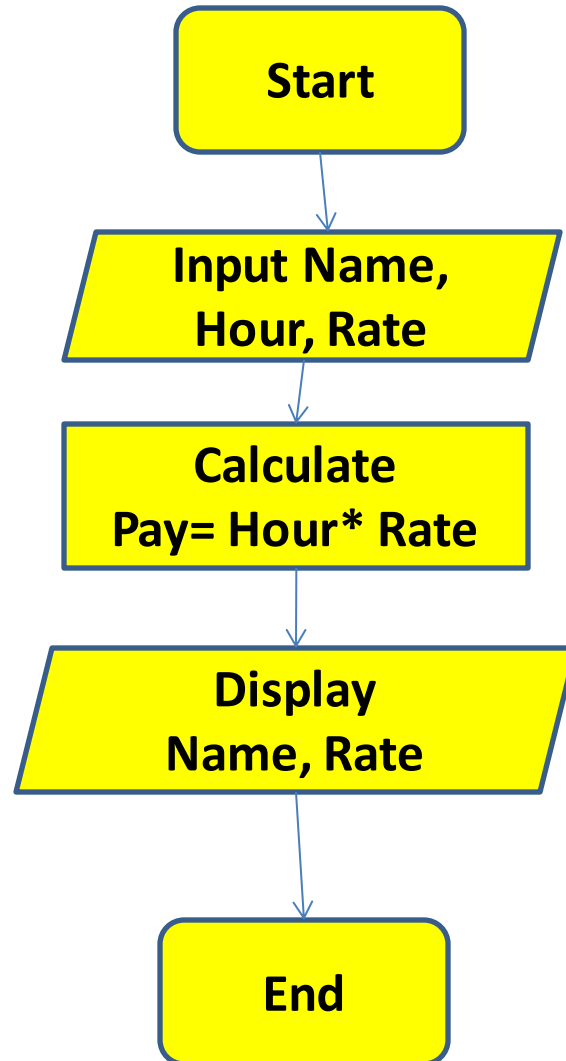 Start
Input Name,
Hour, Rate
Calculate
Pay= Hour* Rate
Display
Name, Rate
End